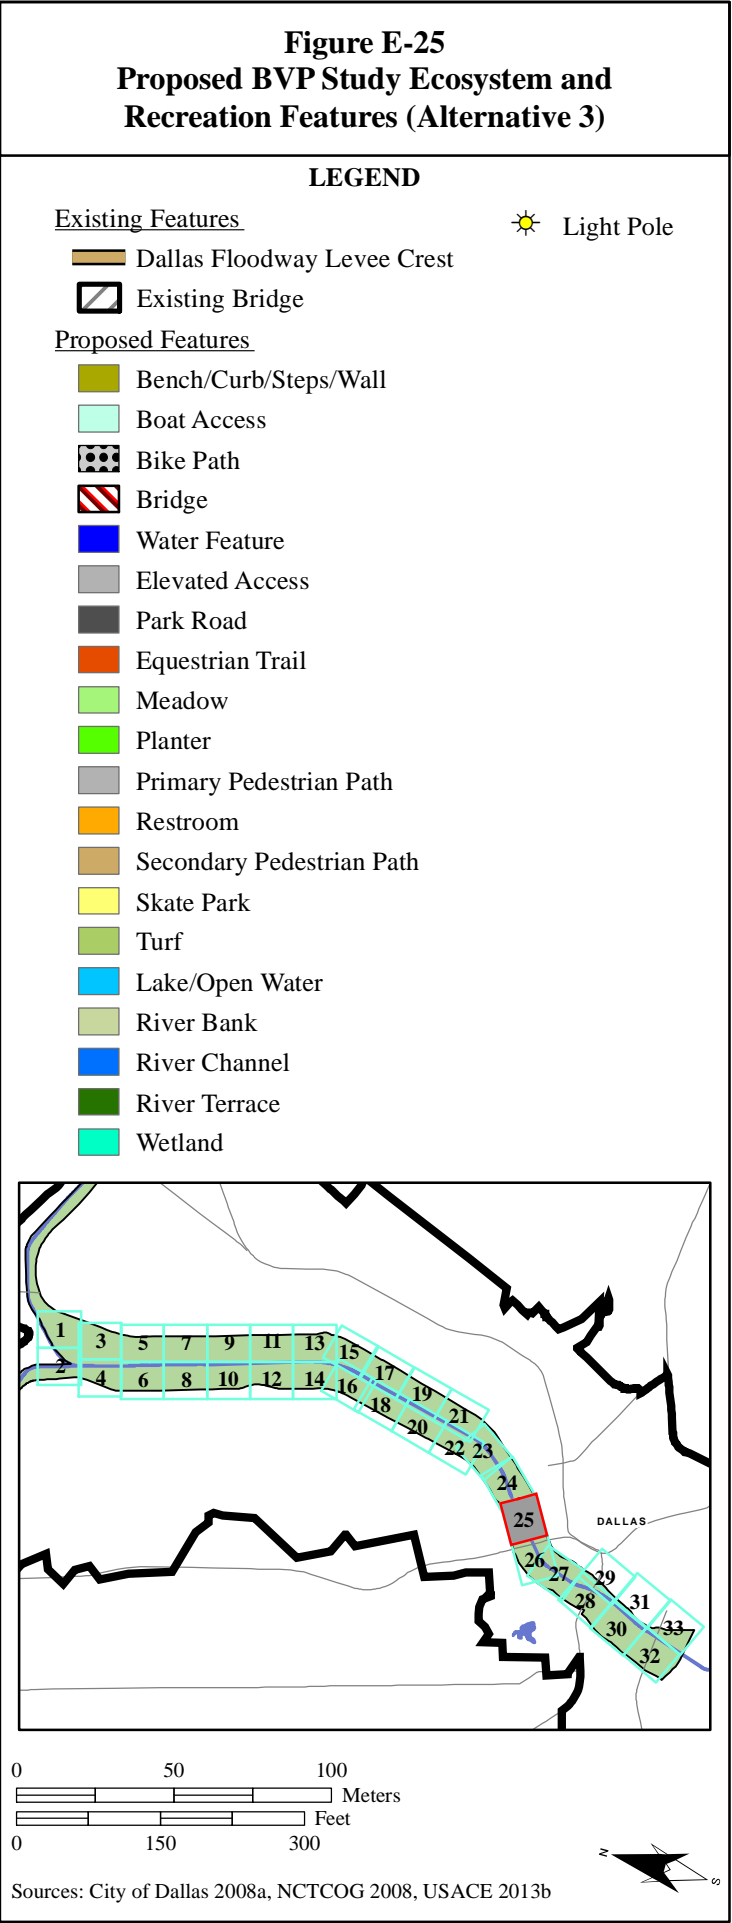 Figure E-25
Proposed BVP Study Ecosystem and
Recreation Features (Alternative 3)
LEGEND
Existing Features
Light Pole
Dallas Floodway Levee Crest
Existing Bridge
Proposed Features
Bench/Curb/Steps/Wall
Boat Access
Bike Path
Bridge
Water Feature
Elevated Access
Park Road
Equestrian Trail
Meadow
Planter
Primary Pedestrian Path
Restroom
Secondary Pedestrian Path
Skate Park
Turf
Lake/Open Water
River Bank
River Channel
River Terrace
Wetland
1 3 5 7 9 11 13 15
2 4 6 8 10 12 14 16
17 19 21
18 20 22 23
24
25 DALLAS
26 27 29
28 31
30 33
32
0 50 100
Meters
Feet
0 150 300
N S
Sources: City of Dallas 2008a, NCTCOG 2008, USACE 2013b